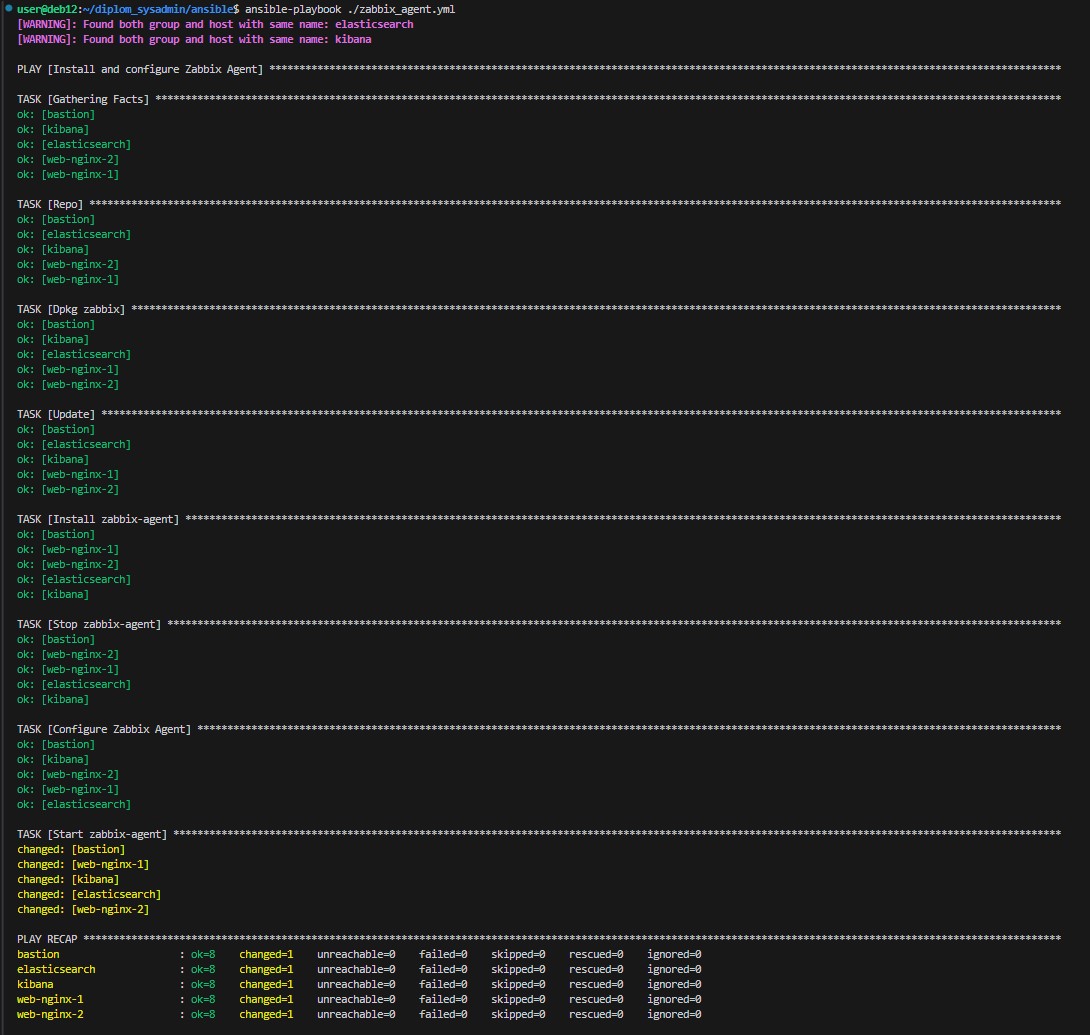 user@deb12:~/diplom_sysadmin/ansible$ ansible-playbook ./zabbix_agent.yml
[WARNING]: Found both group and host with same name: elasticsearch
[WARNING]: Found both group and host with same name: kibana
PLAY [Install and configure Zabbix Agent] ************************************************************************************************************************************
TASK [Gathering Facts] *******************************************************************************************************************************************************
ok: [bastion]
ok: [kibana]
ok: [elasticsearch]
ok: [web-nginx-2]
ok: [web-nginx-1]
TASK [Repo] ******************************************************************************************************************************************************************
ok: [bastion]
ok: [elasticsearch]
ok: [kibana]
ok: [web-nginx-2]
ok: [web-nginx-1]
TASK [Dpkg zabbix] ***********************************************************************************************************************************************************
ok: [bastion]
ok: [kibana]
ok: [elasticsearch]
ok: [web-nginx-1]
ok: [web-nginx-2]
TASK [Update] ****************************************************************************************************************************************************************
ok: [bastion]
ok: [elasticsearch]
ok: [kibana]
ok: [web-nginx-1]
ok: [web-nginx-2]
TASK [Install zabbix-agent] **************************************************************************************************************************************************
ok: [bastion]
ok: [web-nginx-1]
ok: [web-nginx-2]
ok: [elasticsearch]
ok: [kibana]
TASK [Stop zabbix-agent] *****************************************************************************************************************************************************
ok: [bastion]
ok: [web-nginx-2]
ok: [web-nginx-1]
ok: [elasticsearch]
ok: [kibana]
TASK [Configure Zabbix Agent] ************************************************************************************************************************************************
ok: [bastion]
ok: [kibana]
ok: [web-nginx-2]
ok: [web-nginx-1]
ok: [elasticsearch]
TASK [Start zabbix-agent] ****************************************************************************************************************************************************
changed: [bastion]
changed: [web-nginx-1]
changed: [kibana]
changed: [elasticsearch]
changed: [web-nginx-2]
PLAY RECAP *******************************************************************************************************************************************************************
bastion                    : ok=8    changed=1    unreachable=0    failed=0    skipped=0    rescued=0    ignored=0
elasticsearch              : ok=8    changed=1    unreachable=0    failed=0    skipped=0    rescued=0    ignored=0
kibana                     : ok=8    changed=1    unreachable=0    failed=0    skipped=0    rescued=0    ignored=0
web-nginx-1                : ok=8    changed=1    unreachable=0    failed=0    skipped=0    rescued=0    ignored=0
web-nginx-2                : ok=8    changed=1    unreachable=0    failed=0    skipped=0    rescued=0    ignored=0